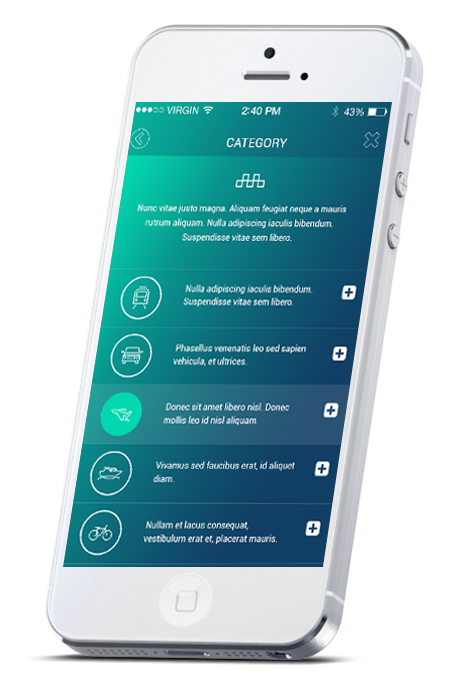 VIRGIN 2:40 PM 43%
CATEGORY
Nunc vitae justo magna. Aliquam feugiat neque a mauris
rutrum aliquam. Nulla adipiscing iaculis bibendum.
Suspendisse vitae sem libero.
Nulla adipiscing iaculis bibendum.
Suspendisse vitae sem libero.
Phasellus venenatis leo sed sapien
vehicula, et ultrices.
Donec sit amet libero nisl. Donec
mollis leo id nisl aliquam.
Vivamus sed faucibus erat, id aliquet
diam.
Nullam et lacus consequat,
vestibulum erat et, placerat mauris.